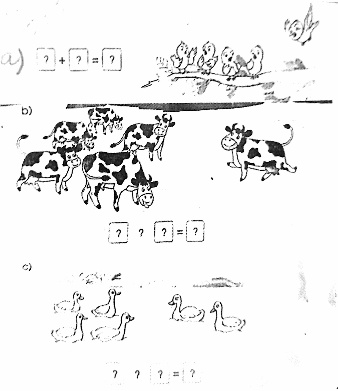 a) ? + ? = ?
b)
? ? ? = ?
c)
? ? ? = ?